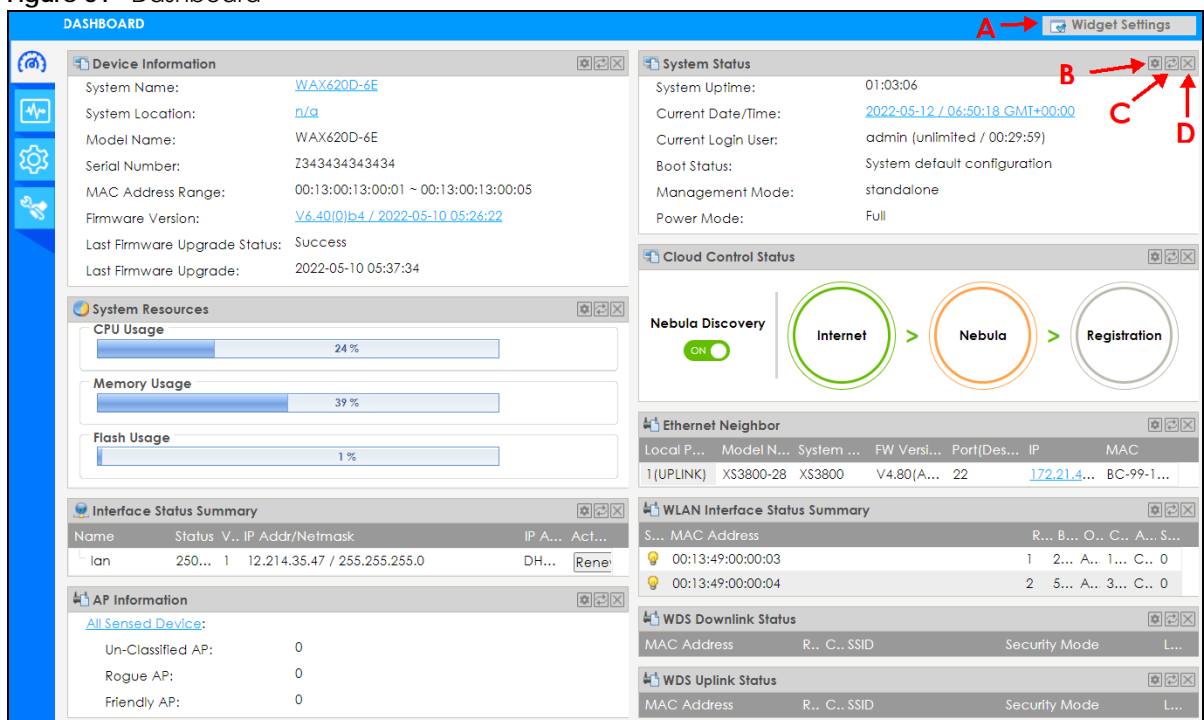 DASHBOARD
A
Widget Settings
Device Information
System Name: WAX620D-6E
System Location: n/a
Model Name: WAX620D-6E
Serial Number: Z343434343434
MAC Address Range: 00:13:00:13:00:01 ~ 00:13:00:13:00:05
Firmware Version: V6.40(0)b4 / 2022-05-10 05:26:22
Last Firmware Upgrade Status: Success
Last Firmware Upgrade: 2022-05-10 05:37:34
System Resources
CPU Usage
24 %
Memory Usage
39 %
Flash Usage
1 %
Interface Status Summary
Name Status V.. IP Addr/Netmask IP A... Act...
lan 250... 1 12.214.35.47 / 255.255.255.0 DH... Rene
AP Information
All Sensed Device:
Un-Classified AP: 0
Rogue AP: 0
Friendly AP: 0
System Status
B
C
D
System Uptime: 01:03:06
Current Date/Time: 2022-05-12 / 06:50:18 GMT+00:00
Current Login User: admin (unlimited / 00:29:59)
Boot Status: System default configuration
Management Mode: standalone
Power Mode: Full
Cloud Control Status
Nebula Discovery
ON
Internet > Nebula > Registration
Ethernet Neighbor
Local P... Model N... System ... FW Versi... Port(Des... IP MAC
1(UPLINK) XS3800-28 XS3800 V4.80(A... 22 172.21.4... BC-99-1...
WLAN Interface Status Summary
S... MAC Address R... B... O.. C.. A... S...
00:13:49:00:00:03 1 2... A.. 1... C.. 0
00:13:49:00:00:04 2 5... A.. 3... C.. 0
WDS Downlink Status
MAC Address R.. C.. SSID Security Mode L...
WDS Uplink Status
MAC Address R.. C.. SSID Security Mode L...